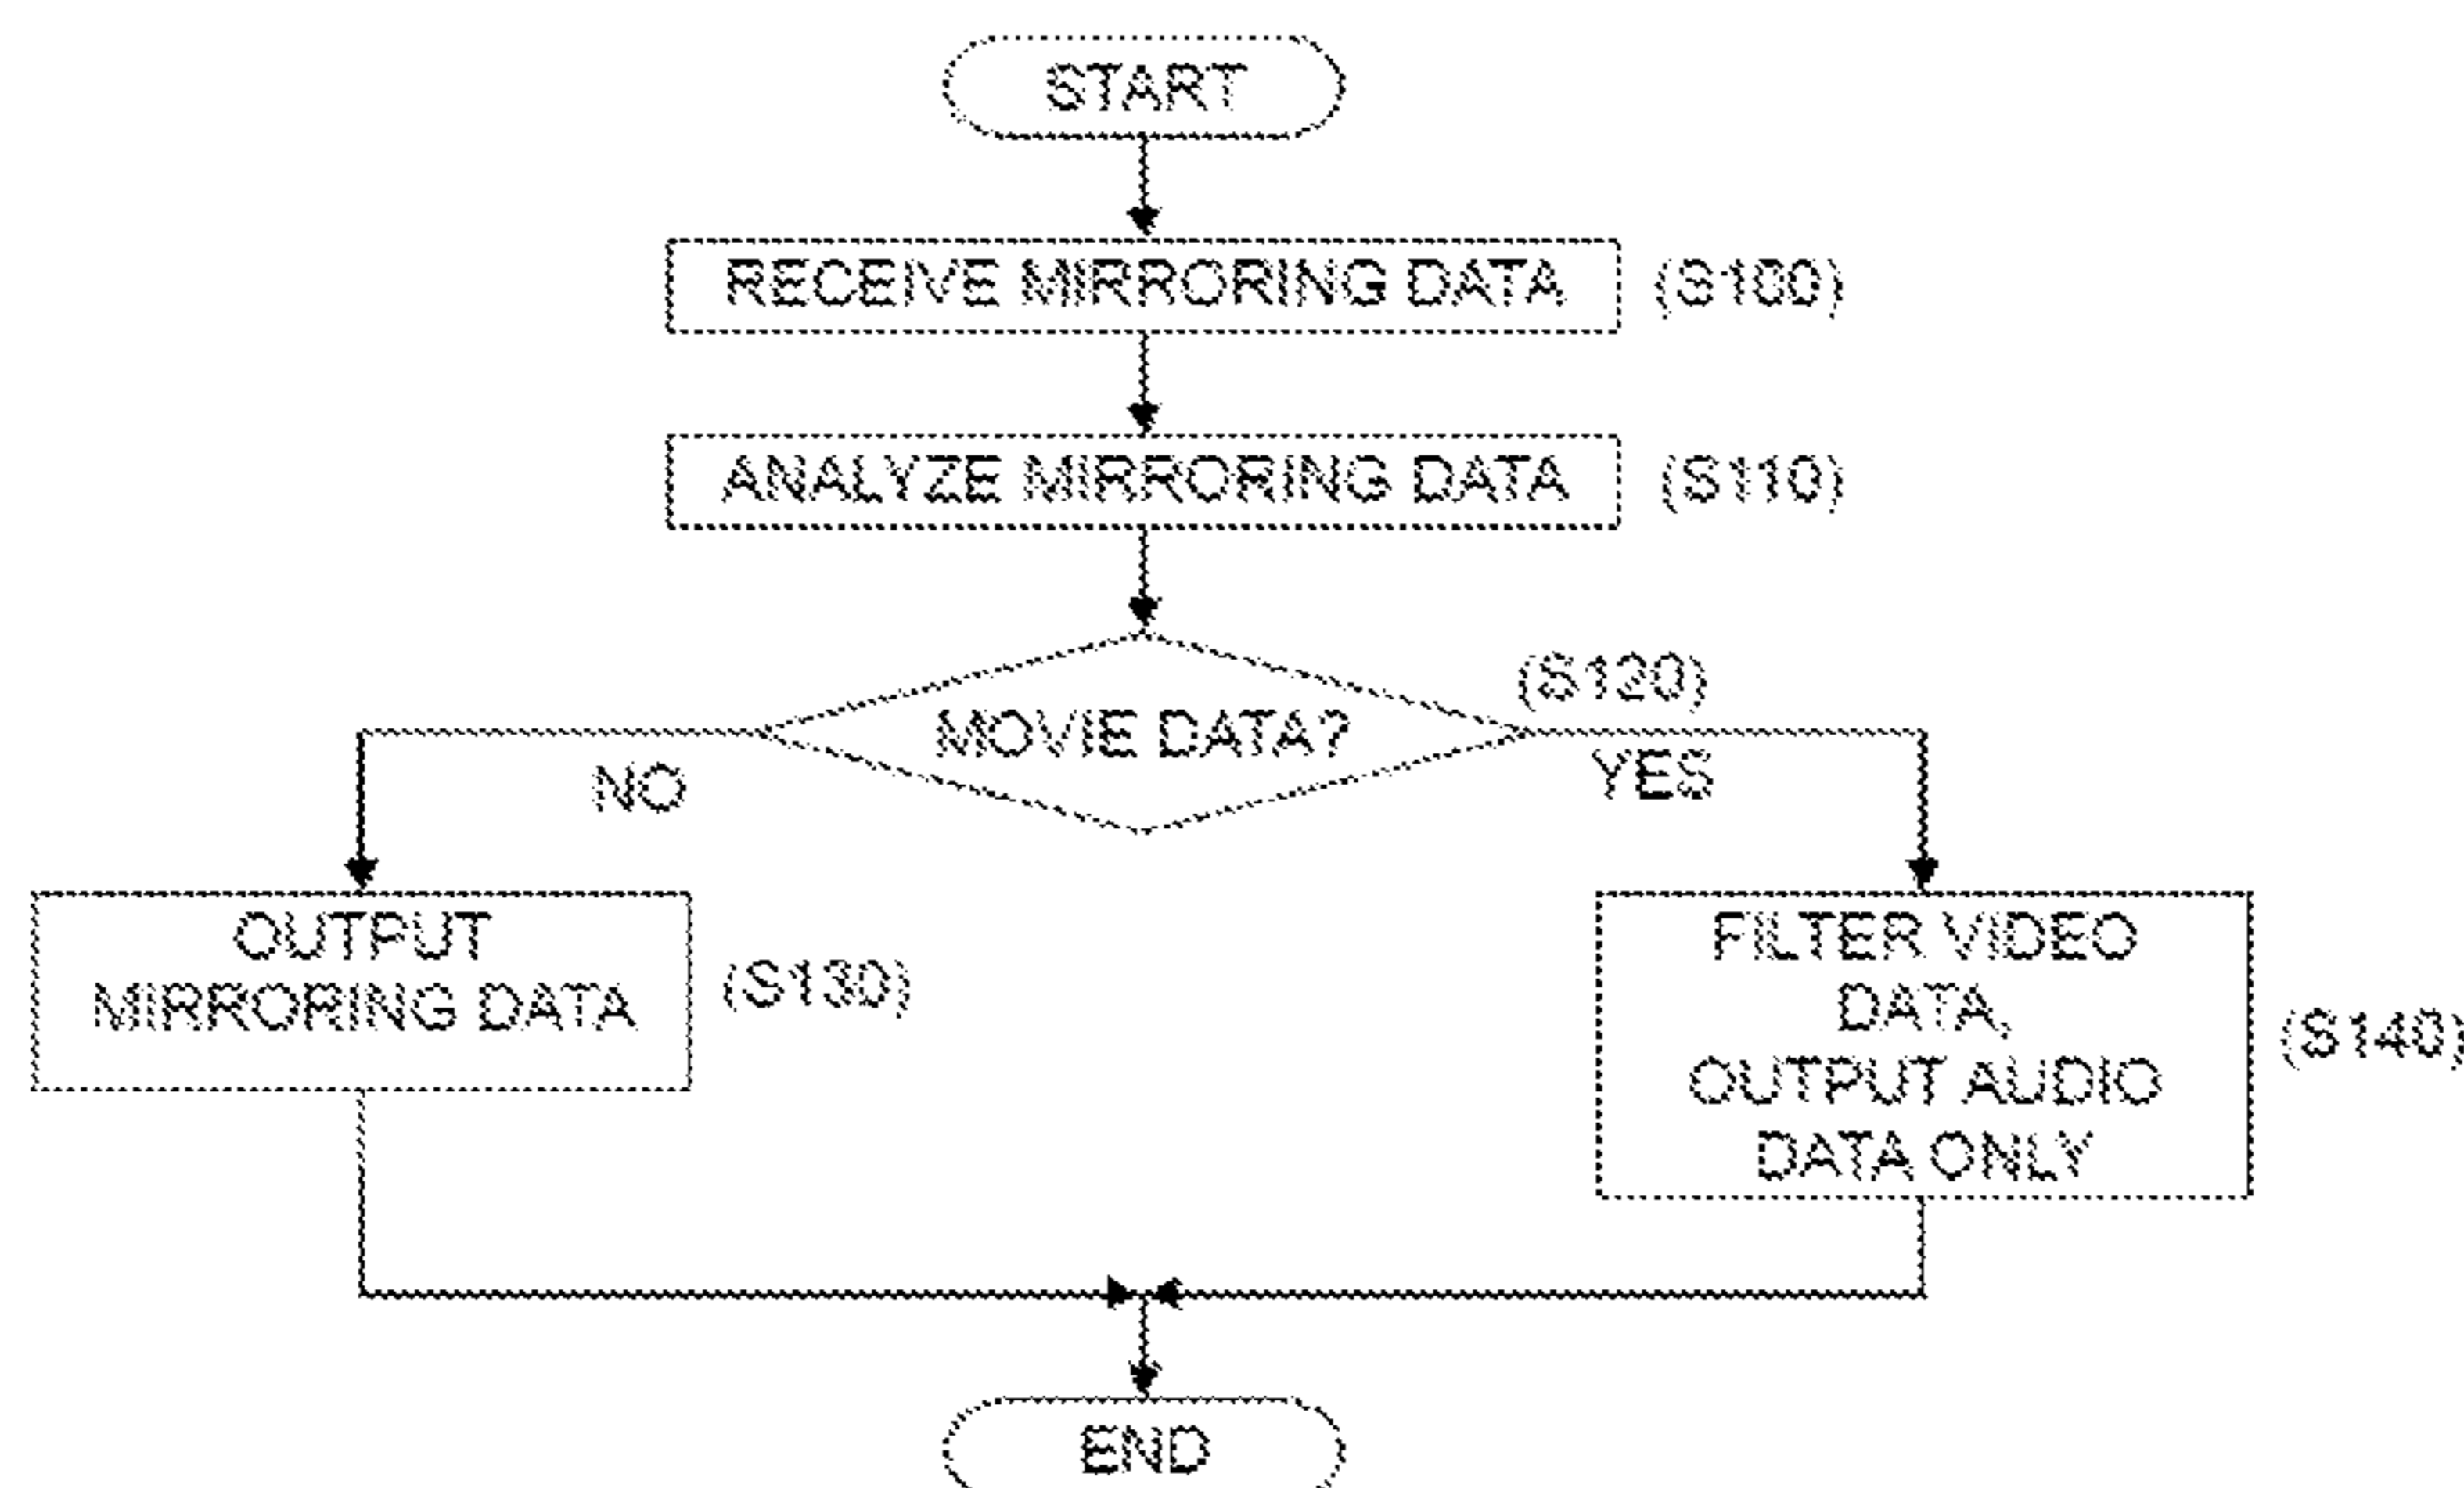 START
RECEIVE MIRRORING DATA (S100)
ANALYZE MIRRORING DATA (S110)
(S120)
MOVIE DATA?
NO
YES
OUTPUT
MIRRORING DATA
(S130)
FILTER VIDEO
DATA,
OUTPUT AUDIO
DATA ONLY
(S140)
END